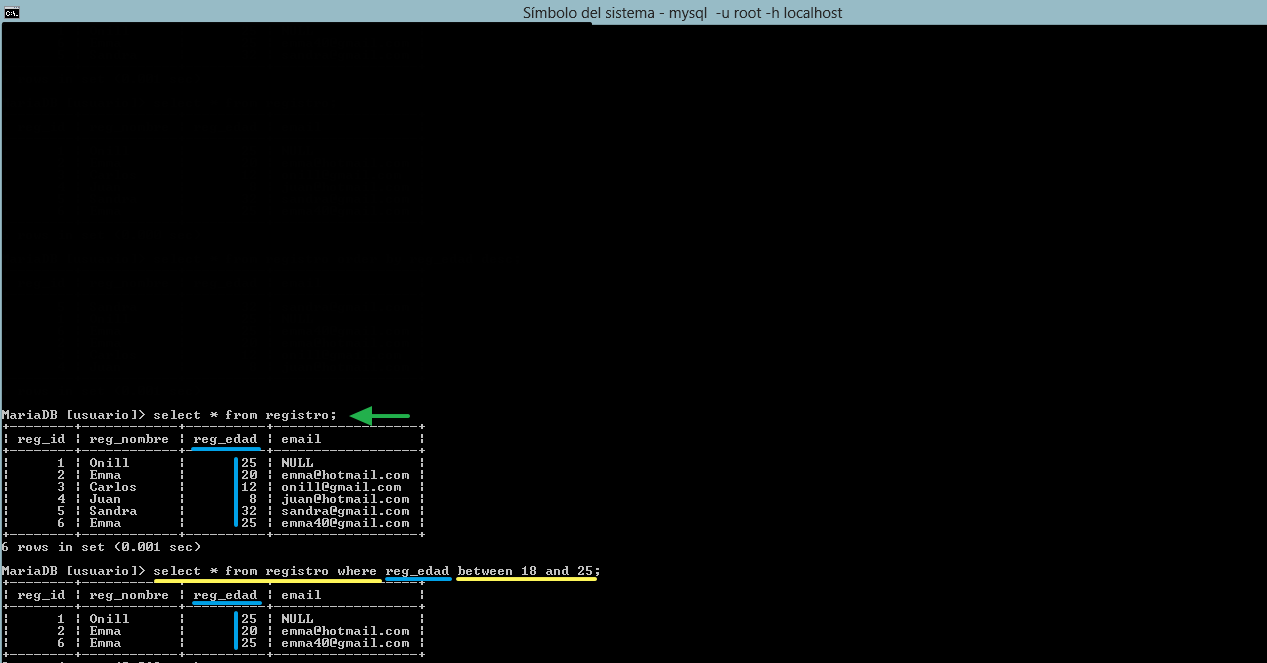 Símbolo del sistema - mysql -u root -h localhost
MariaDB [usuario]> select * from registro;
| reg_id | reg_nombre | reg_edad | email |
| 1 | Onill | 25 | NULL |
| 2 | Emma | 20 | emma@hotmail.com |
| 3 | Carlos | 12 | onill@gmail.com |
| 4 | Juan | 8 | juan@hotmail.com |
| 5 | Sandra | 32 | sandra@gmail.com |
| 6 | Emma | 25 | emma40@gmail.com |
6 rows in set (0.001 sec)
MariaDB [usuario]> select * from registro where reg_edad between 18 and 25;
| reg_id | reg_nombre | reg_edad | email |
| 1 | Onill | 25 | NULL |
| 2 | Emma | 20 | emma@hotmail.com |
| 6 | Emma | 25 | emma40@gmail.com |